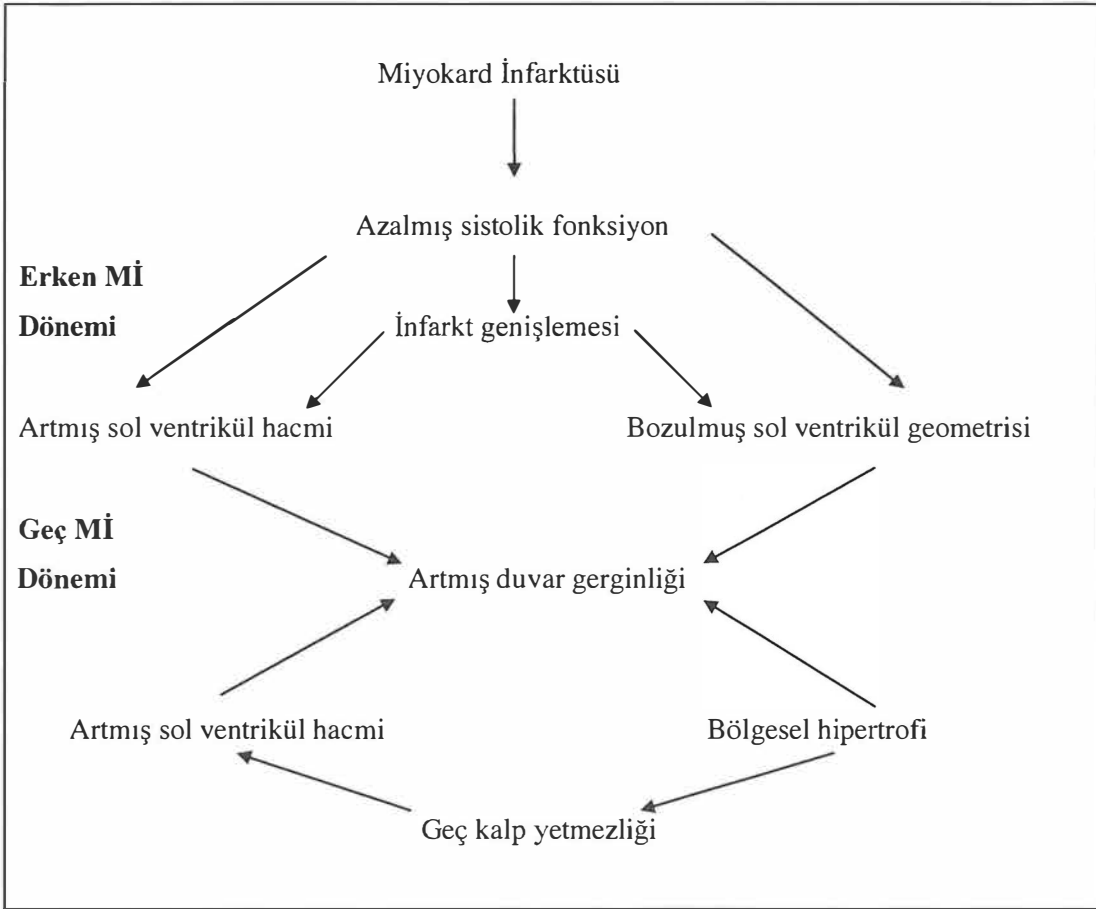 Miyokard İnfarktüsü
Azalmış sistolik fonksiyon
Erken Mİ
Dönemi
İnfarkt genişlemesi
Artmış sol ventrikül hacmi
Bozulmuş sol ventrikül geometrisi
Geç Mİ
Dönemi
Artmış duvar gerginliği
Artmış sol ventrikül hacmi
Bölgesel hipertrofi
Geç kalp yetmezliği